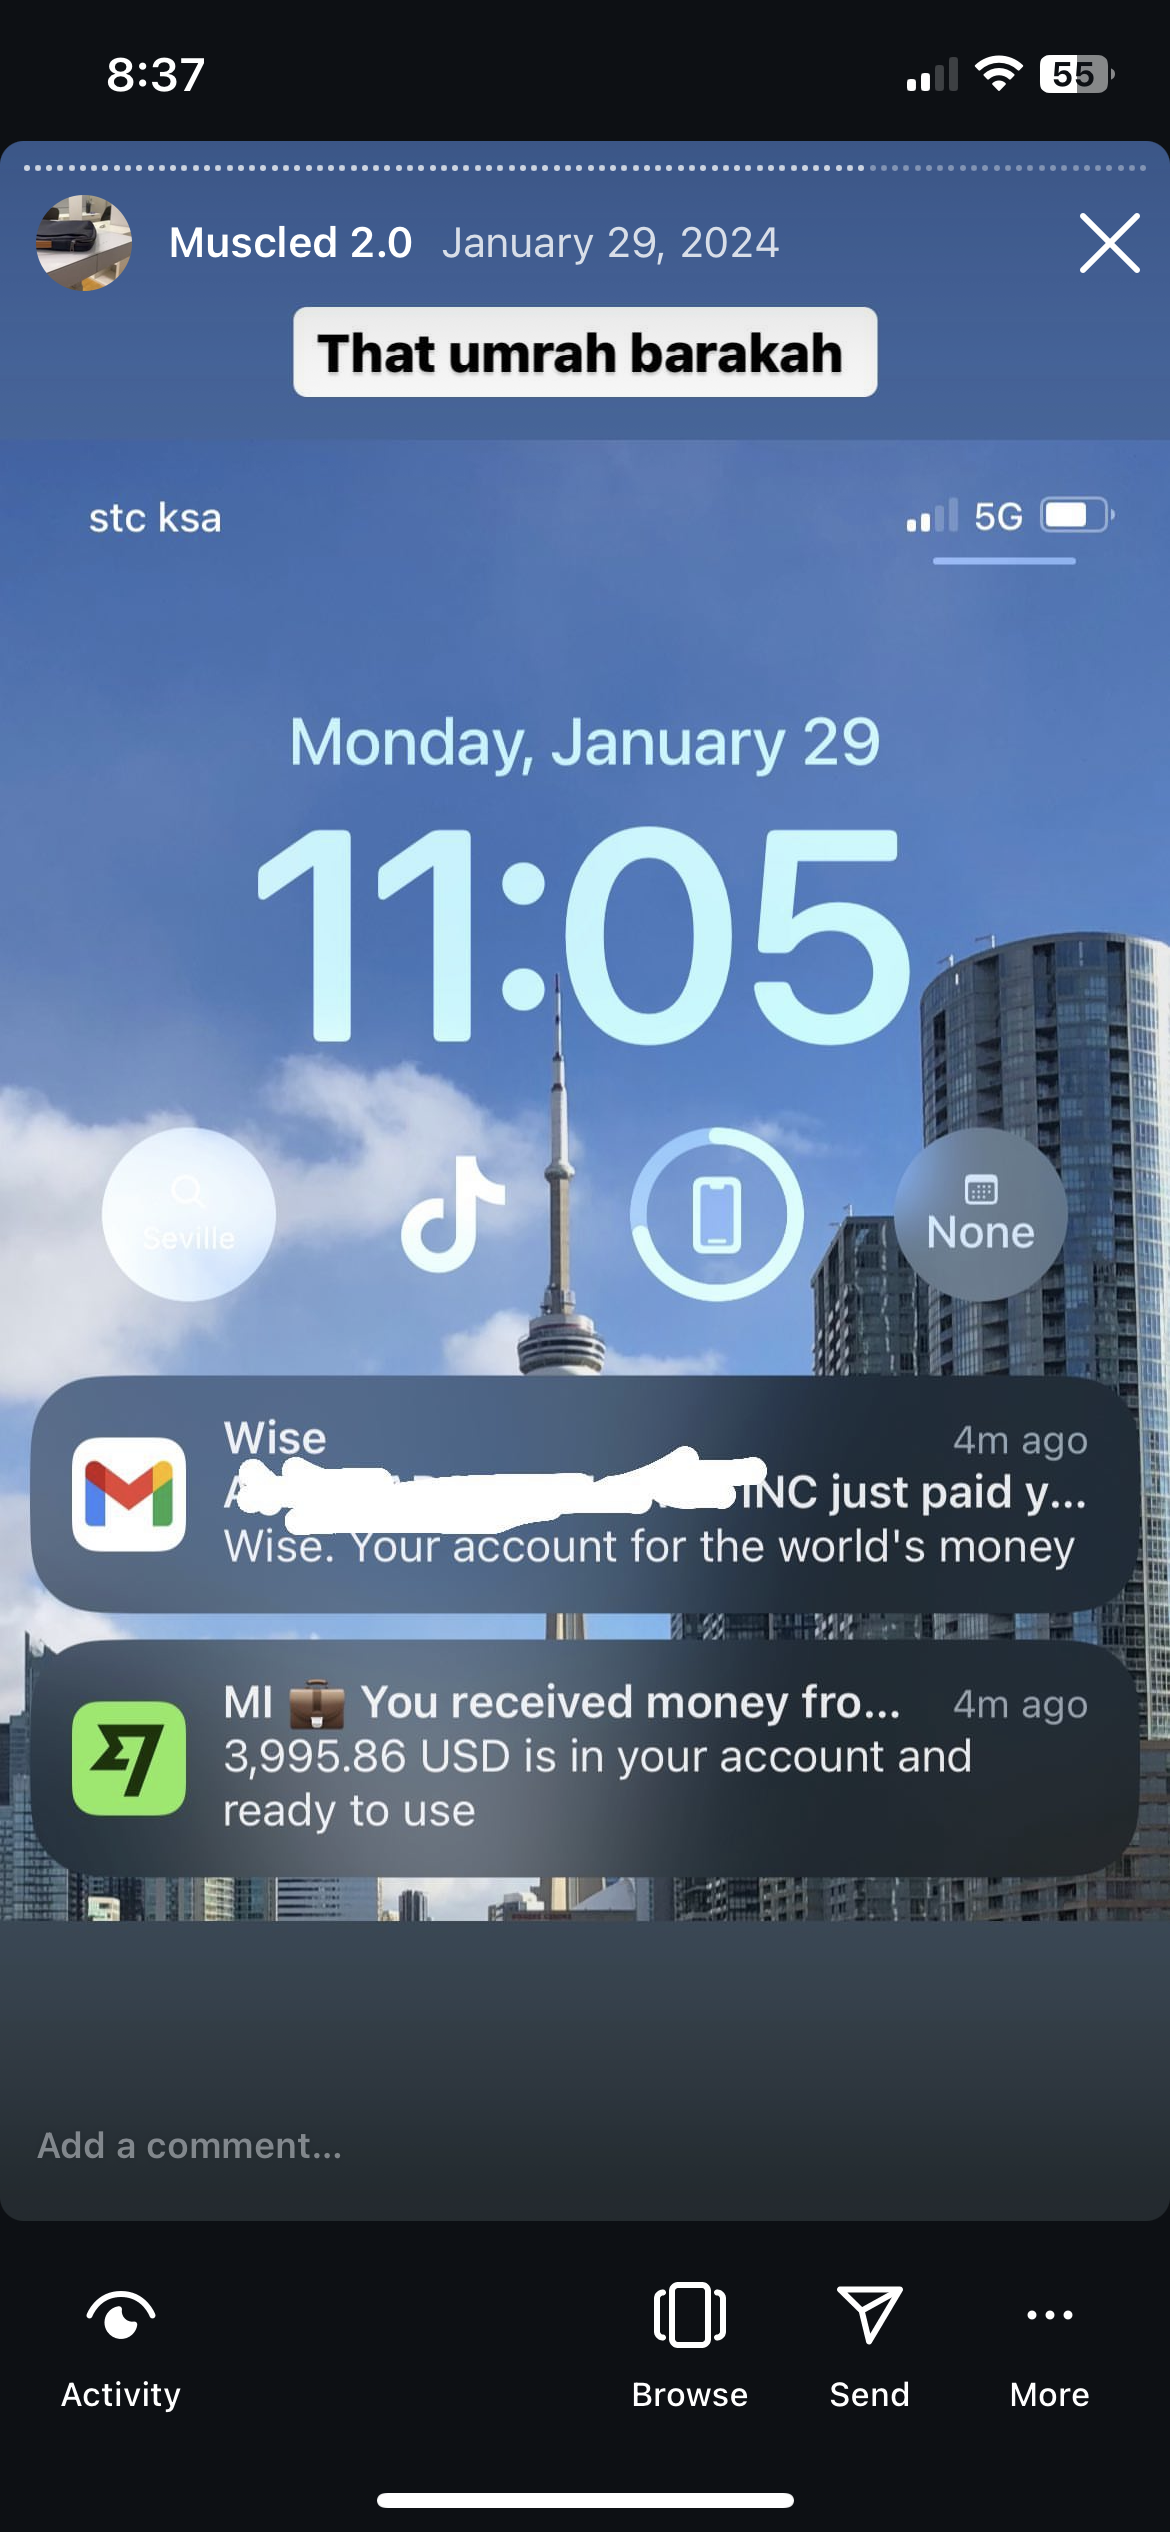 8:37
55
Muscled 2.0 January 29, 2024
That umrah barakah
stc ksa
5G
Monday, January 29
11:05
Seville
None
Wise
4m ago
INC just paid y...
Wise. Your account for the world's money
MI 💼 You received money fro...
4m ago
3,995.86 USD is in your account and
ready to use
Add a comment...
Activity
Browse
Send
More